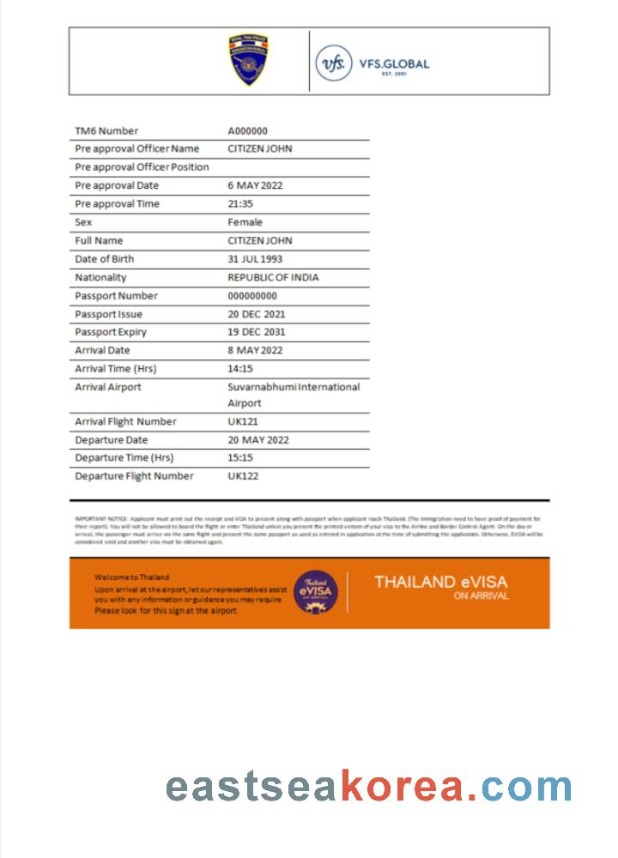 ROYAL THAI POLICE
IMMIGRATION BUREAU
vfs. VFS.GLOBAL
EST. 2001
TM6 Number A000000
Pre approval Officer Name CITIZEN JOHN
Pre approval Officer Position
Pre approval Date 6 MAY 2022
Pre approval Time 21:35
Sex Female
Full Name CITIZEN JOHN
Date of Birth 31 JUL 1993
Nationality REPUBLIC OF INDIA
Passport Number 000000000
Passport Issue 20 DEC 2021
Passport Expiry 19 DEC 2031
Arrival Date 8 MAY 2022
Arrival Time (Hrs) 14:15
Arrival Airport Suvarnabhumi International
Airport
Arrival Flight Number UK121
Departure Date 20 MAY 2022
Departure Time (Hrs) 15:15
Departure Flight Number UK122
IMPORTANT NOTICE: Applicant must print out the receipt and VOA to present along with passport when applicant reach Thailand. (The Immigration need to have proof of payment for
their report). You will not be allowed to board the flight or enter Thailand unless you present the printed version of your visa to the Airline and Border Control Agent. On the day or
arrival, the passenger must arrive via the same flight and present the same passport as used as entered in application at the time of submitting the application. Otherwise, EVOA will be
considered void and another visa must be obtained again.
Welcome to Thailand
Upon arrival at the airport, let our representatives assist
you with any information or guidance you may require
Please look for this sign at the airport
Thailand
eVISA
ON ARRIVAL
THAILAND eVISA
ON ARRIVAL
eastseakorea.com